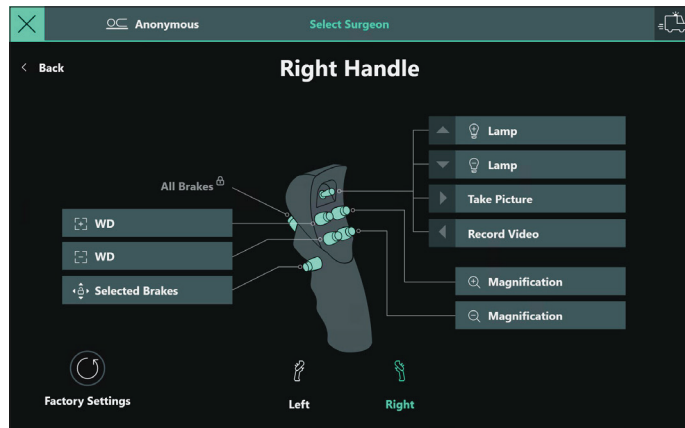 Anonymous
Select Surgeon
Back
Right Handle
All Brakes
WD
WD
Selected Brakes
Lamp
Lamp
Take Picture
Record Video
Magnification
Magnification
Factory Settings
Left
Right